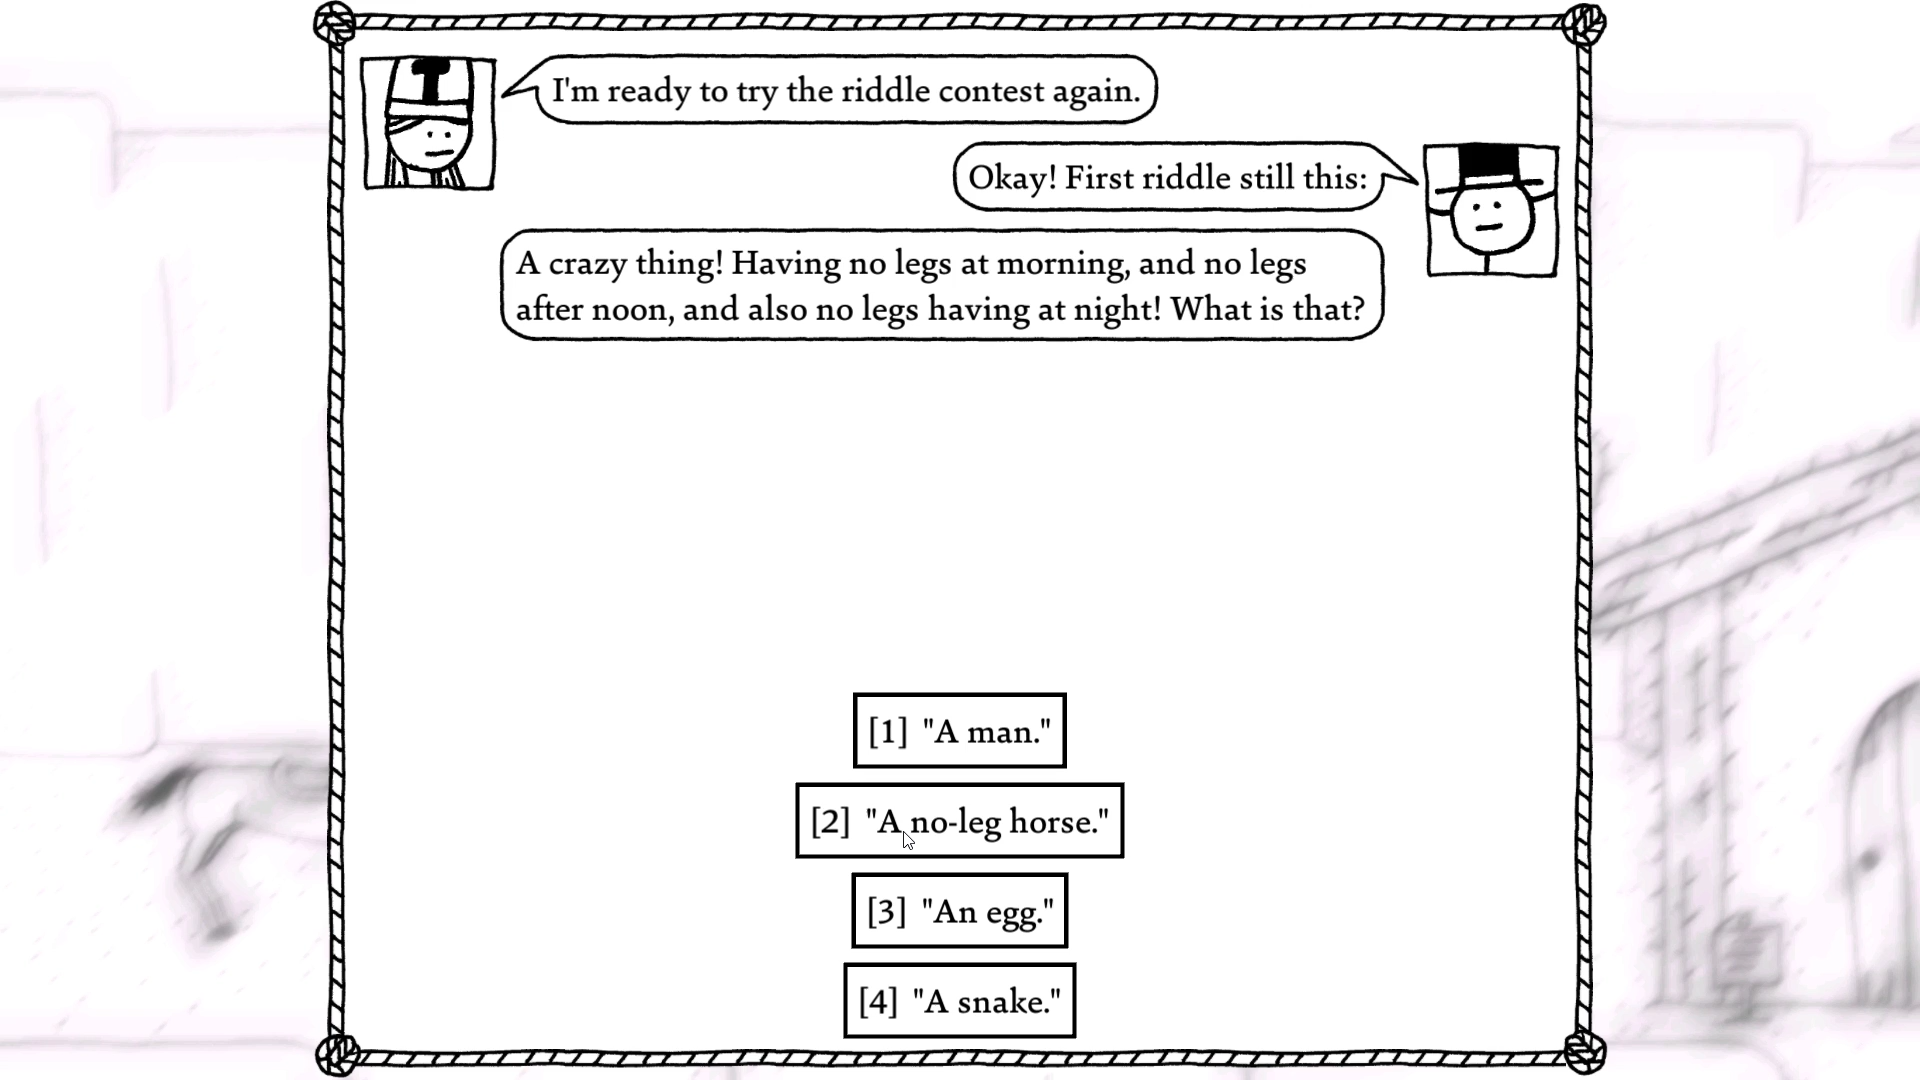 I'm ready to try the riddle contest again.
Okay! First riddle still this:
A crazy thing! Having no legs at morning, and no legs
after noon, and also no legs having at night! What is that?
[1] "A man."
[2] "A no-leg horse."
[3] "An egg."
[4] "A snake."